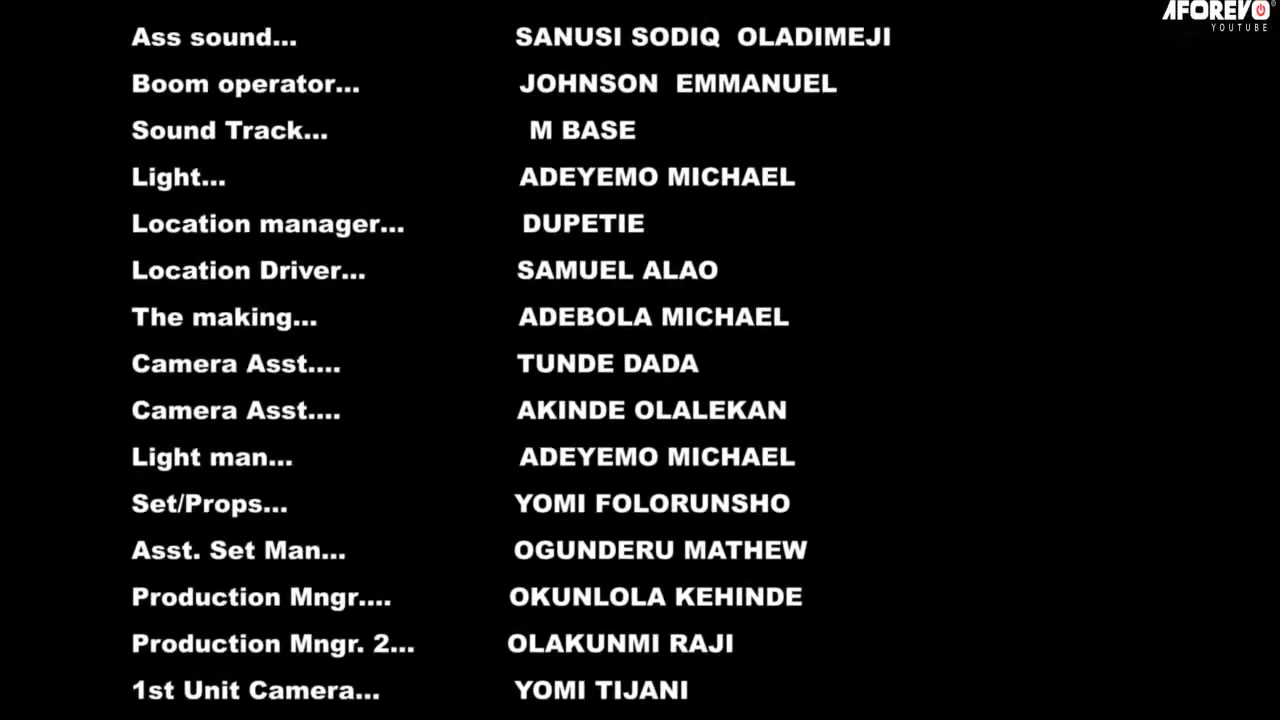 AFOREVO
YOUTUBE
Ass sound... SANUSI SODIQ OLADIMEJI
Boom operator... JOHNSON EMMANUEL
Sound Track... M BASE
Light... ADEYEMO MICHAEL
Location manager... DUPETIE
Location Driver... SAMUEL ALAO
The making... ADEBOLA MICHAEL
Camera Asst.... TUNDE DADA
Camera Asst.... AKINDE OLALEKAN
Light man... ADEYEMO MICHAEL
Set/Props... YOMI FOLORUNSHO
Asst. Set Man... OGUNDERU MATHEW
Production Mngr.... OKUNLOLA KEHINDE
Production Mngr. 2... OLAKUNMI RAJI
1st Unit Camera... YOMI TIJANI